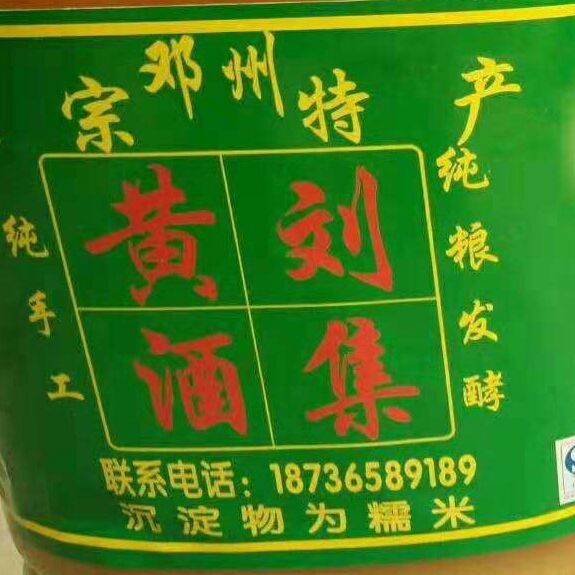 宗邓州特产
刘集
黄酒
纯粮发酵
纯手工
联系电话：18736589189
沉淀物为糯米